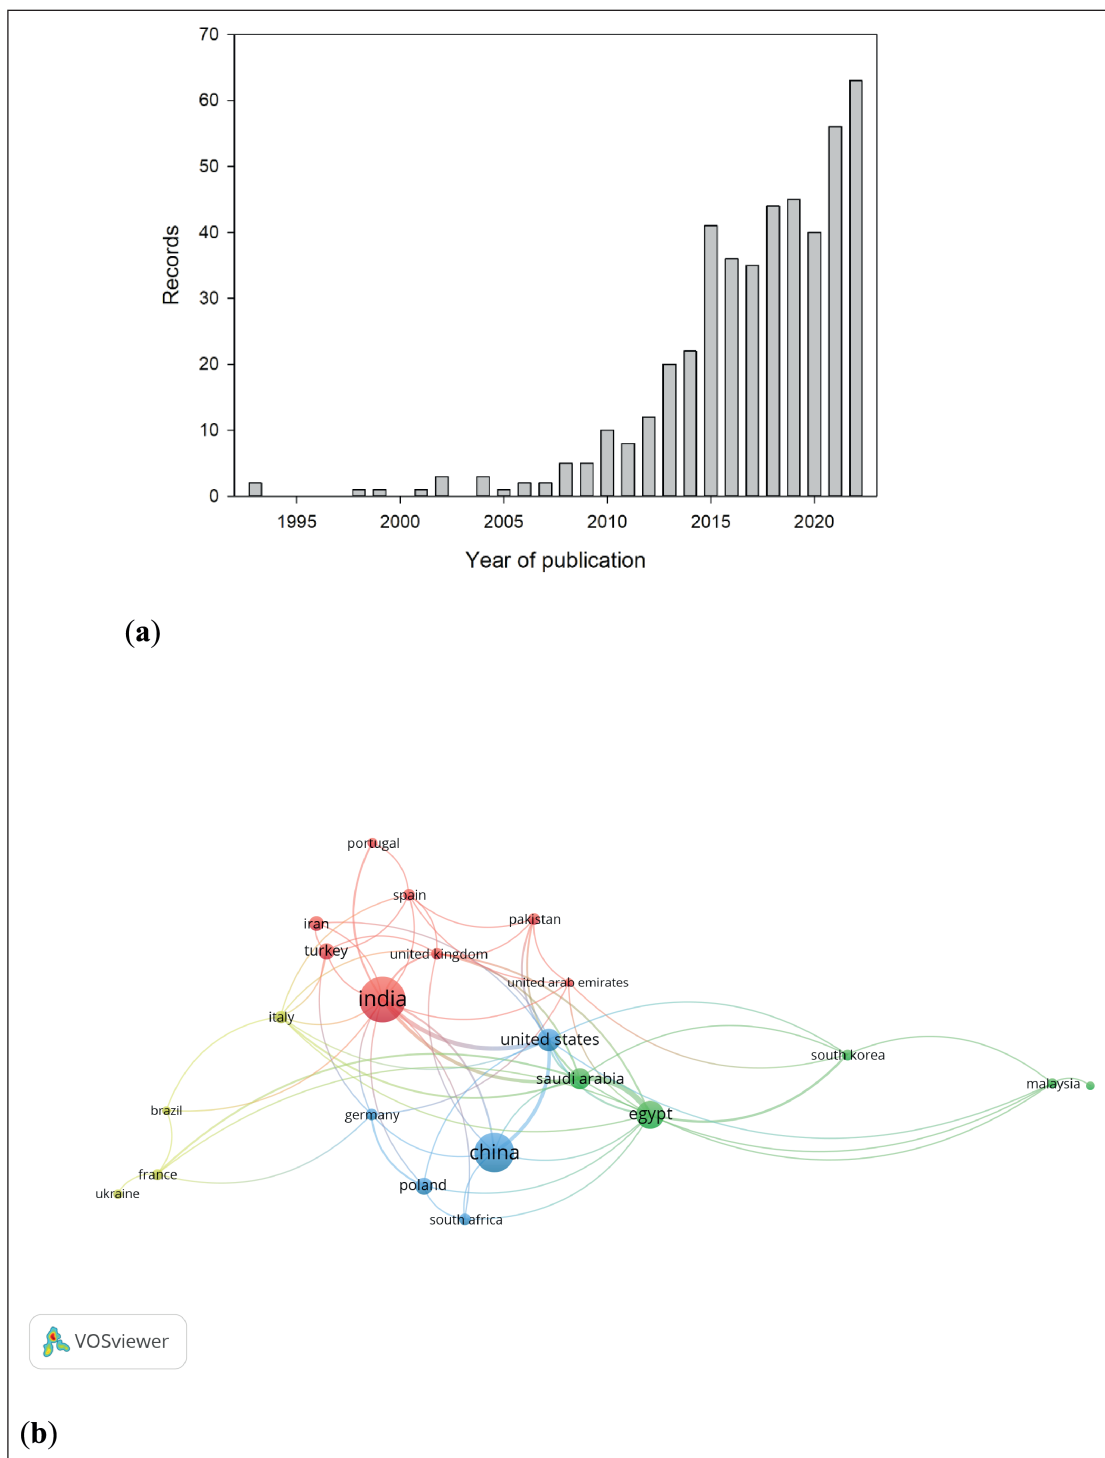 70
60
50
40
30
20
10
0
Records
1995 2000 2005 2010 2015 2020
Year of publication
(a)
portugal
spain
iran
pakistan
turkey
united kingdom
united arab emirates
india
italy
united states
south korea
saudi arabia
malaysia
brazil
germany
egypt
china
france
poland
ukraine
south africa
VOSviewer
(b)